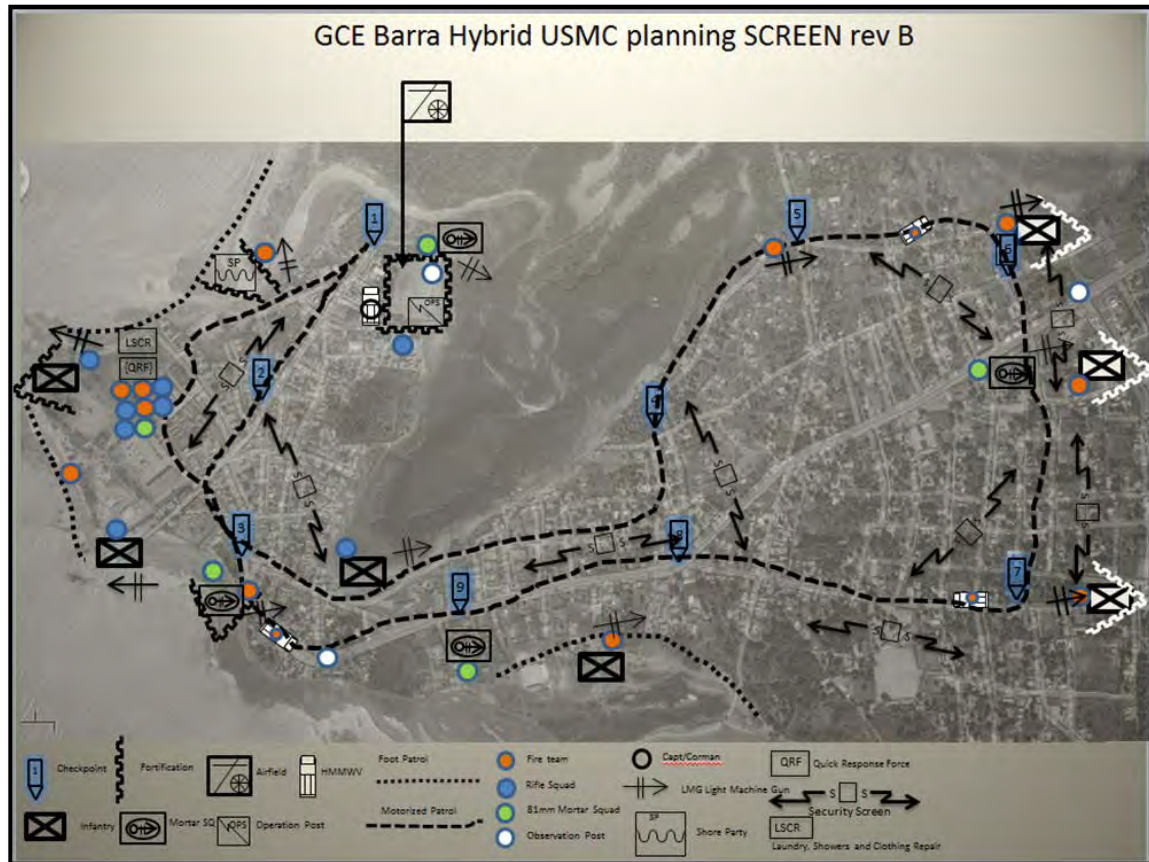 GCE Barra Hybrid USMC planning SCREEN rev B
1
5
SP
6
OPS
S S
S S
LSCR
{QRF}
2
S S
4
S S
S S
3
8
S S
S S
S S
9
7
S S
1
Checkpoint
Fortification
Airfield
HMMWV
Foot Patrol
Fire team
Capt/Corman
QRF
Quick Response Force
Rifle Squad
LMG Light Machine Gun
S S
Security Screen
Infantry
Mortar SQ
OPS
Operation Post
Motorized Patrol
81mm Mortar Squad
Observation Post
SP
Shore Party
LSCR
Laundry, Showers and Clothing Repair